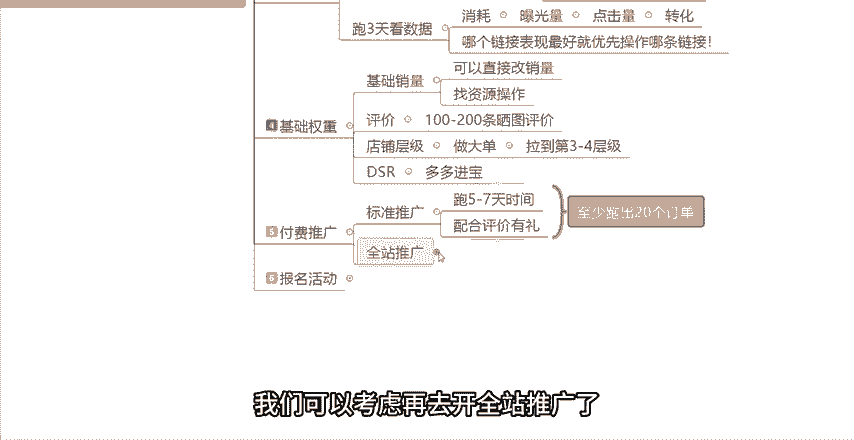 消耗 曝光量 点击量 转化
跑3天看数据
哪个链接表现最好就优先操作哪条链接!
可以直接改销量
基础销量
找资源操作
4 基础权重
评价 100-200条晒图评价
店铺层级 做大单 拉到第3-4层级
DSR 多多进宝
跑5-7天时间
标准推广
至少跑出20个订单
配合评价有礼
5 付费推广
全站推广
6 报名活动
我们可以考虑再去开全站推广了